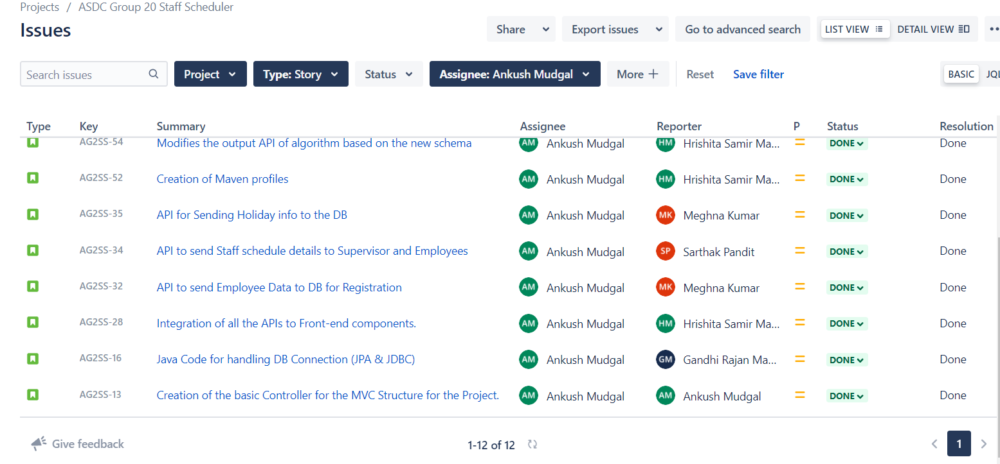 Projects / ASDC Group 20 Staff Scheduler
Issues
Share Export issues Go to advanced search LIST VIEW DETAIL VIEW
Search issues Project Type: Story Status Assignee: Ankush Mudgal More + Reset Save filter BASIC JQL
Type Key Summary Assignee Reporter P Status Resolution
AG2SS-54 Modifies the output API of algorithm based on the new schema AM Ankush Mudgal HM Hrishita Samir Ma... DONE Done
AG2SS-52 Creation of Maven profiles AM Ankush Mudgal HM Hrishita Samir Ma... DONE Done
AG2SS-35 API for Sending Holiday info to the DB AM Ankush Mudgal MK Meghna Kumar DONE Done
AG2SS-34 API to send Staff schedule details to Supervisor and Employees AM Ankush Mudgal SP Sarthak Pandit DONE Done
AG2SS-32 API to send Employee Data to DB for Registration AM Ankush Mudgal MK Meghna Kumar DONE Done
AG2SS-28 Integration of all the APIs to Front-end components. AM Ankush Mudgal HM Hrishita Samir Ma... DONE Done
AG2SS-16 Java Code for handling DB Connection (JPA & JDBC) AM Ankush Mudgal GM Gandhi Rajan Ma... DONE Done
AG2SS-13 Creation of the basic Controller for the MVC Structure for the Project. AM Ankush Mudgal AM Ankush Mudgal DONE Done
Give feedback 1-12 of 12 1